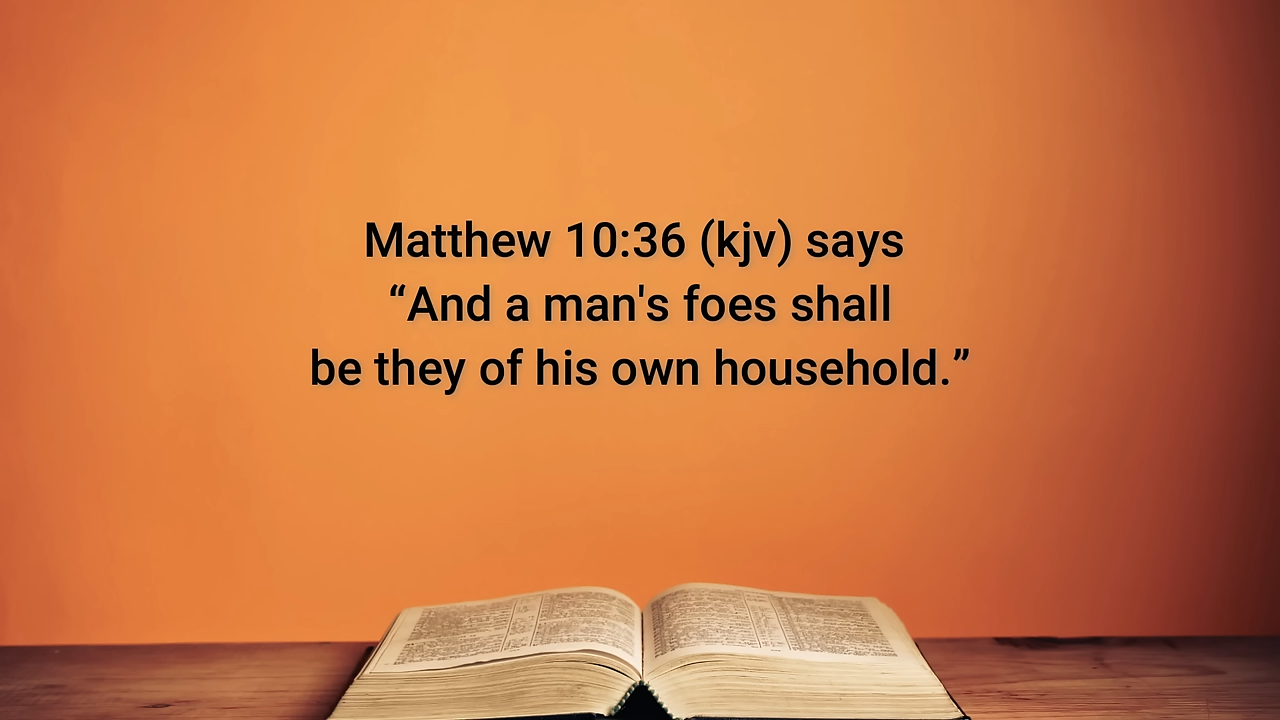 Matthew 10:36 (kjv) says
“And a man's foes shall
be they of his own household.”